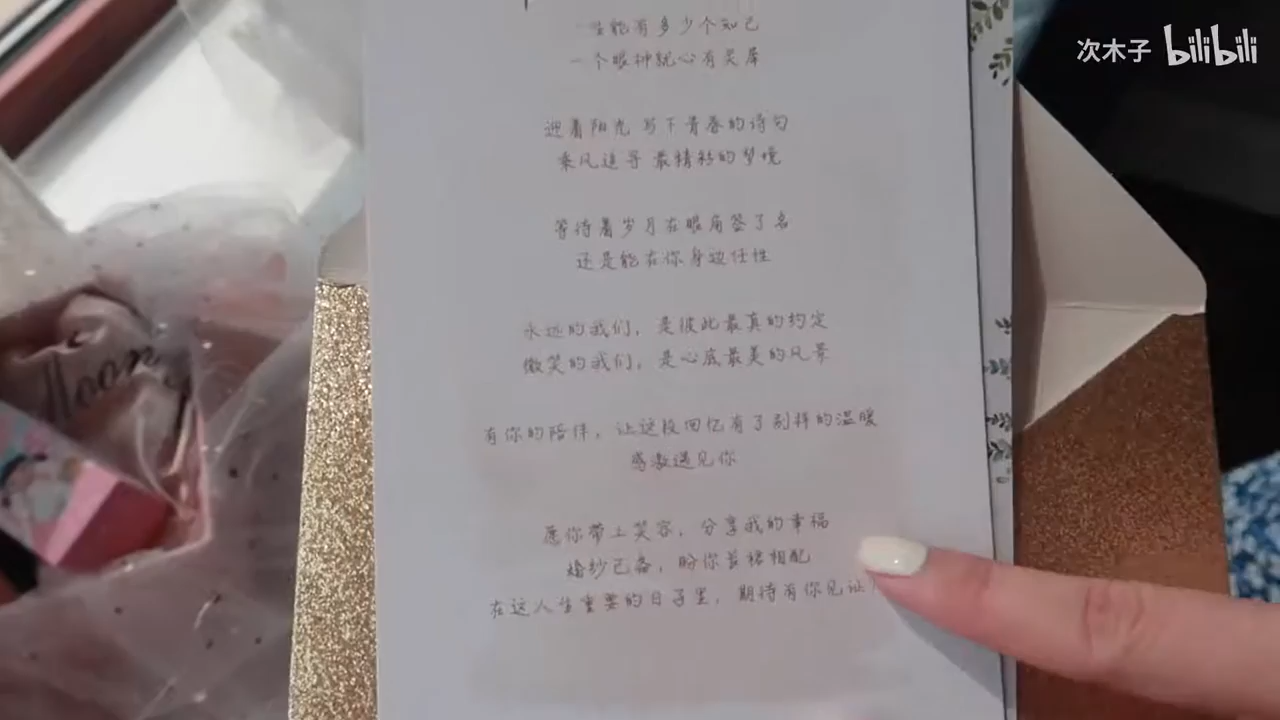 一生能有多少个知己
一个眼神就心有灵犀
迎着阳光 写下青春的诗句
乘风追寻 最精彩的梦境
等待着岁月在眼角签了名
还是能在你身边任性
永远的我们，是彼此最真的约定
微笑的我们，是心底最美的风景
有你的陪伴，让这段回忆有了别样的温暖
感激遇见你
愿你带上笑容，分享我的幸福
婚纱已备，盼你着裙相配
在这人生重要的日子里，期待有你见证
次木子 bilibili
Moon